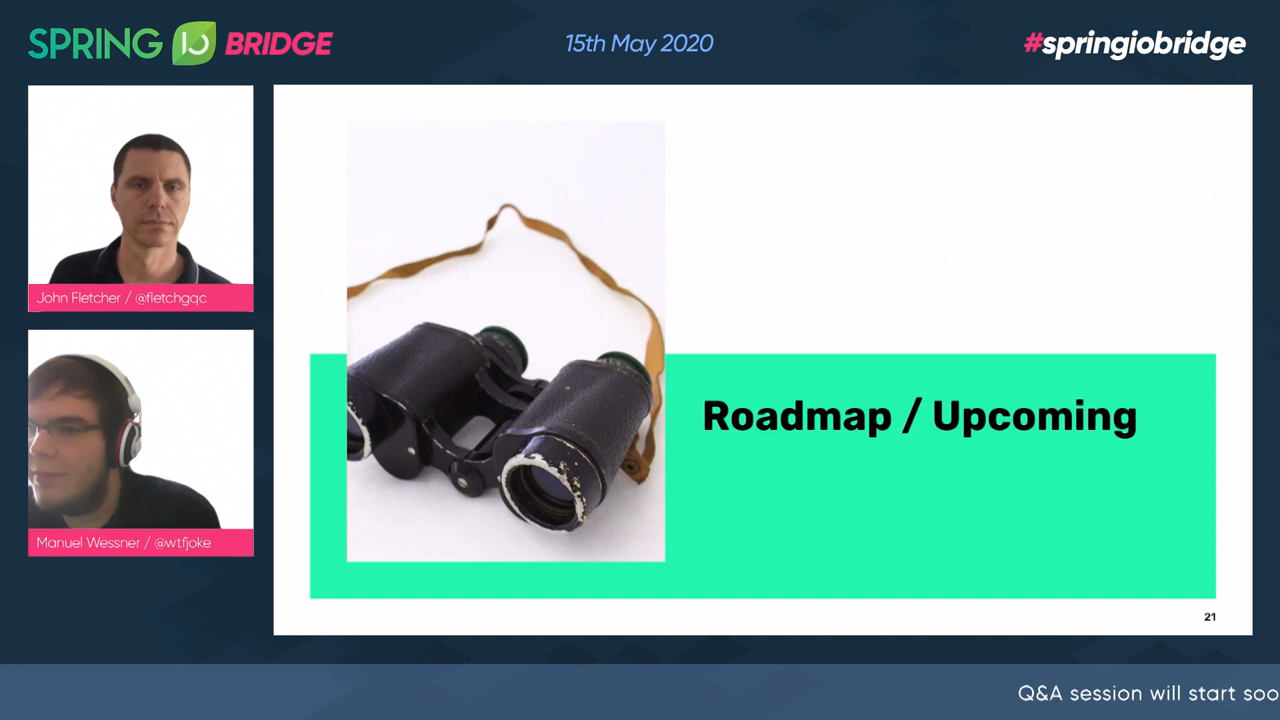 SPRING IO BRIDGE
15th May 2020
#springiobridge
John Fletcher / @fletchgqc
Manuel Wessner / @wtfjoke
Roadmap / Upcoming
21
Q&A session will start soo